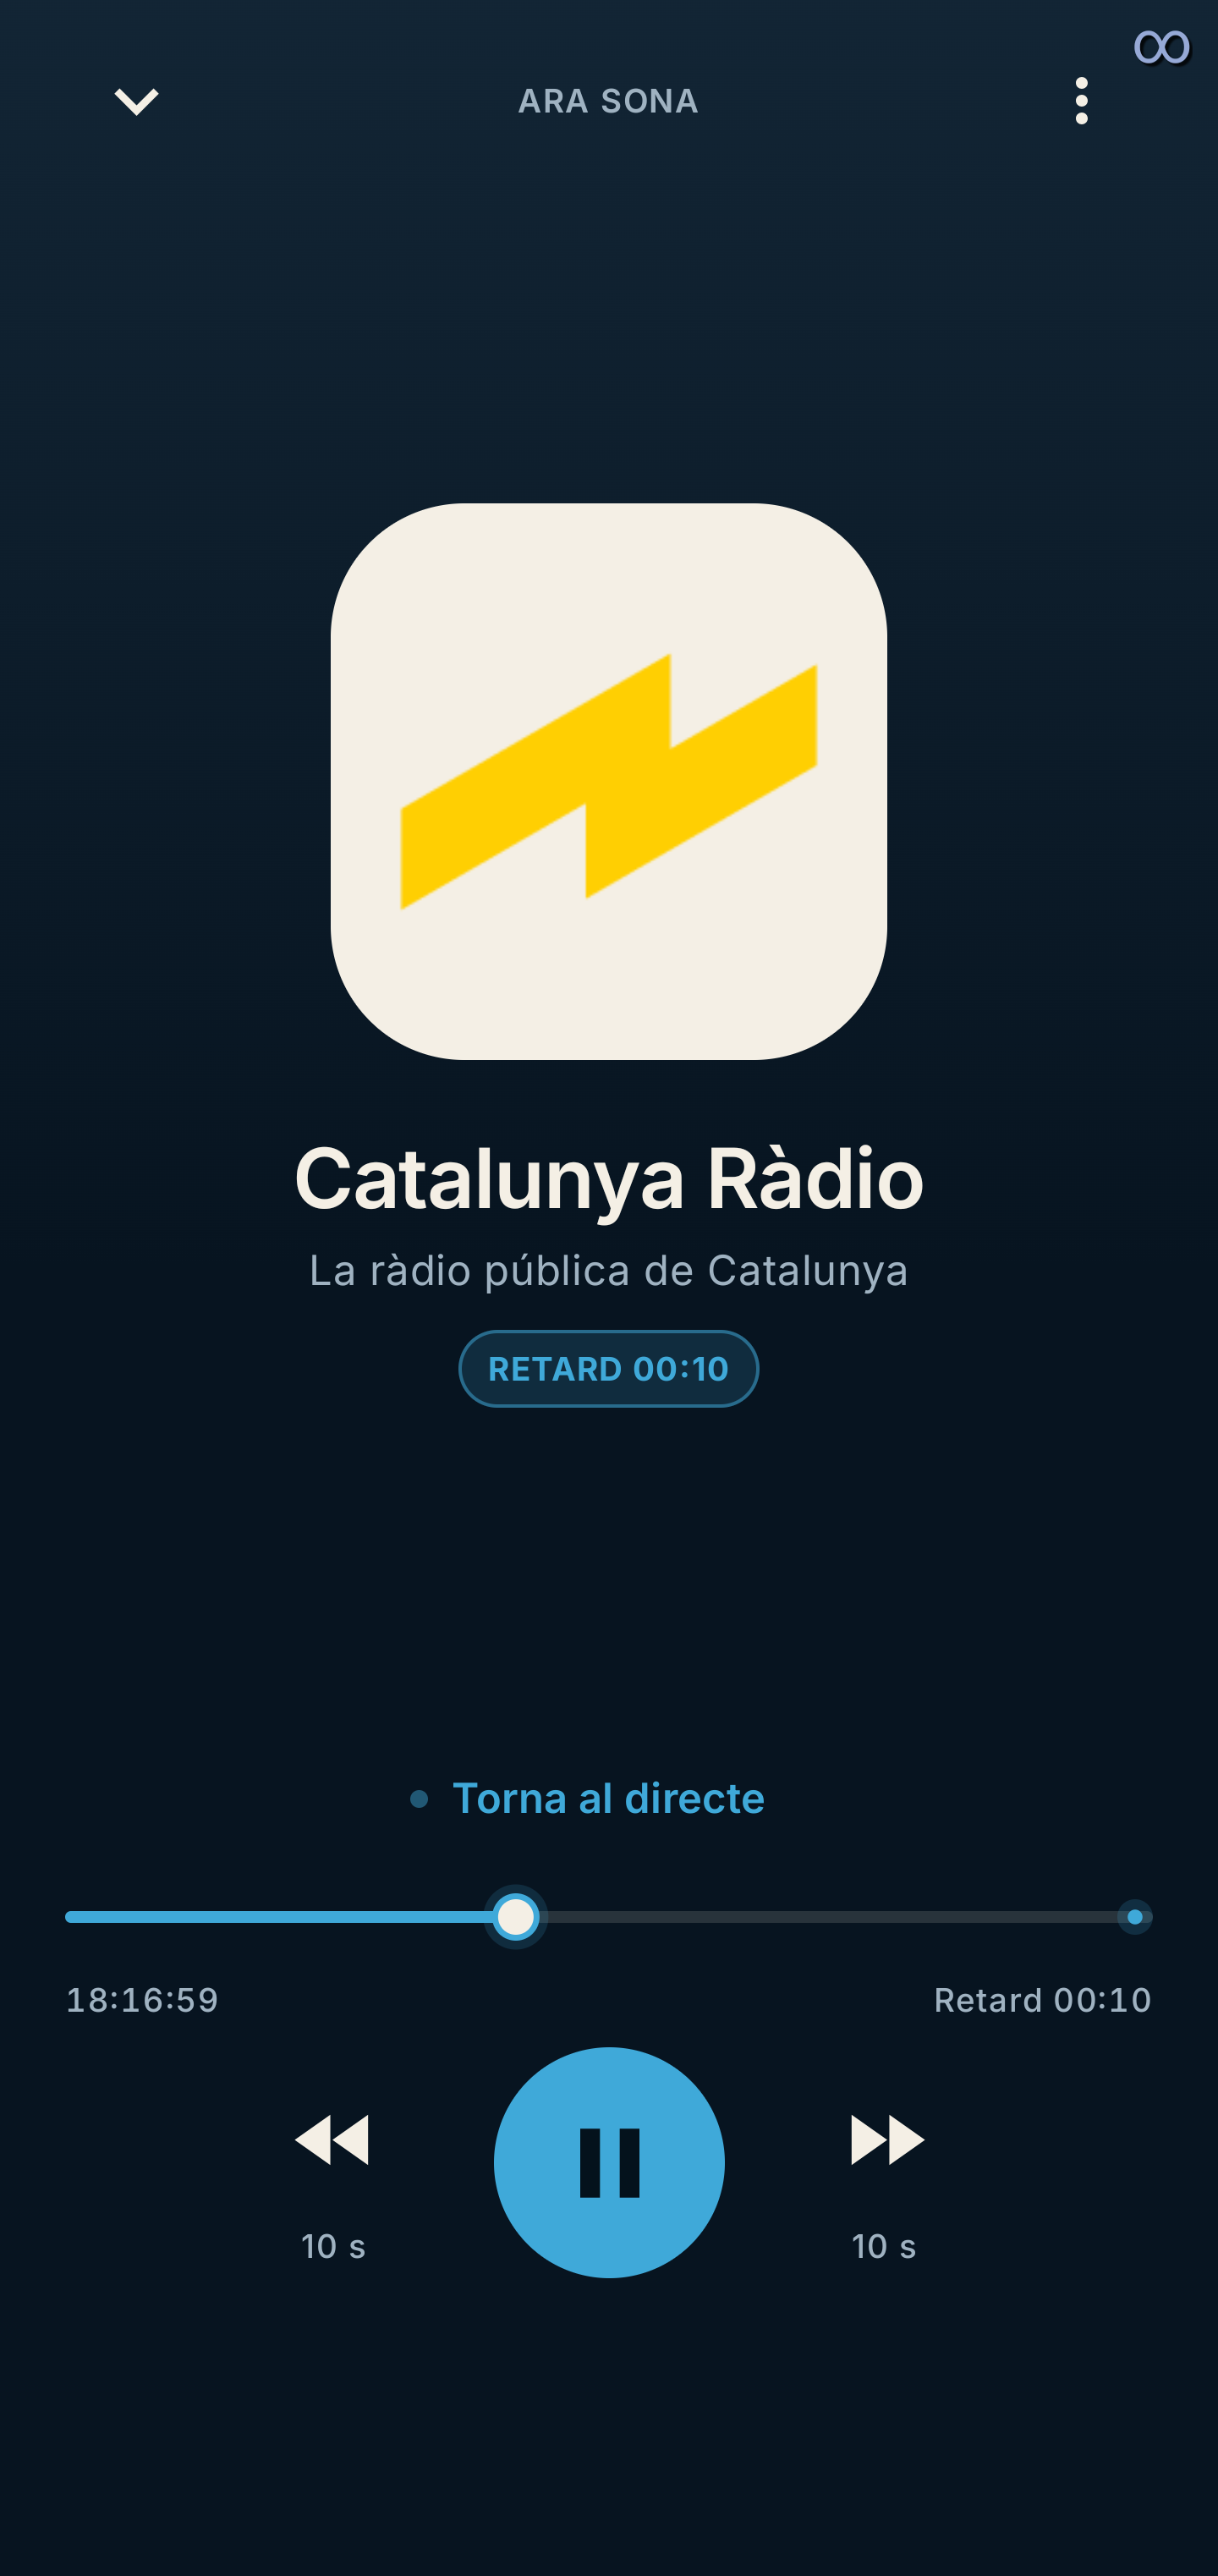 ARA SONA
Catalunya Ràdio
La ràdio pública de Catalunya
RETARD 00:10
Torna al directe
18:16:59
Retard 00:10
10 s
10 s